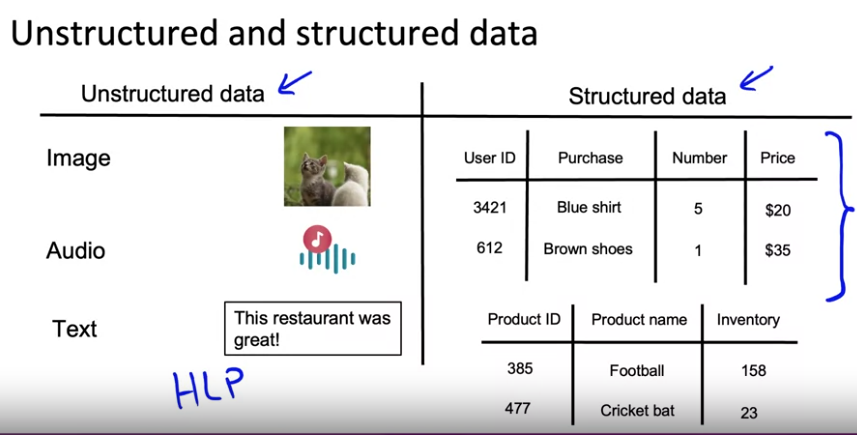 Unstructured and structured data
Unstructured data
Image
Audio
Text
This restaurant was
great!
HLP
Structured data
User ID Purchase Number Price
3421 Blue shirt 5 $20
612 Brown shoes 1 $35
Product ID Product name Inventory
385 Football 158
477 Cricket bat 23